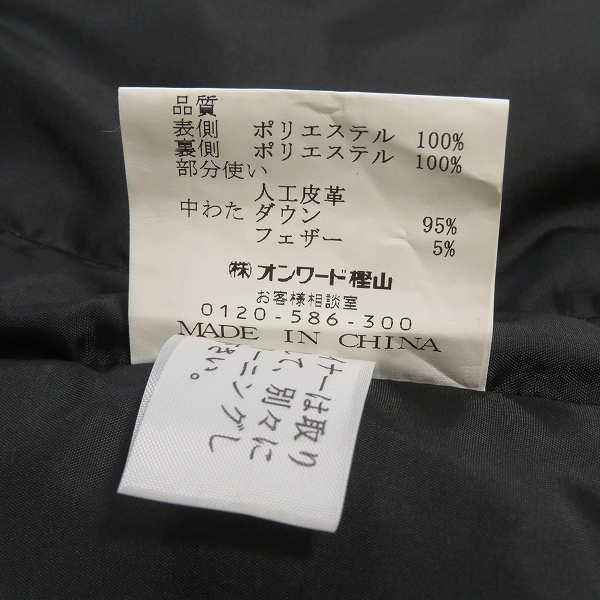 品質
表側 ポリエステル 100%
裏側 ポリエステル 100%
部分使い
人工皮革
中わた ダウン 95%
フェザー 5%
㈱オンワード樫山
お客様相談室
0120-586-300
MADE IN CHINA
ナーは取り
て、別々に
ニングし
さい。